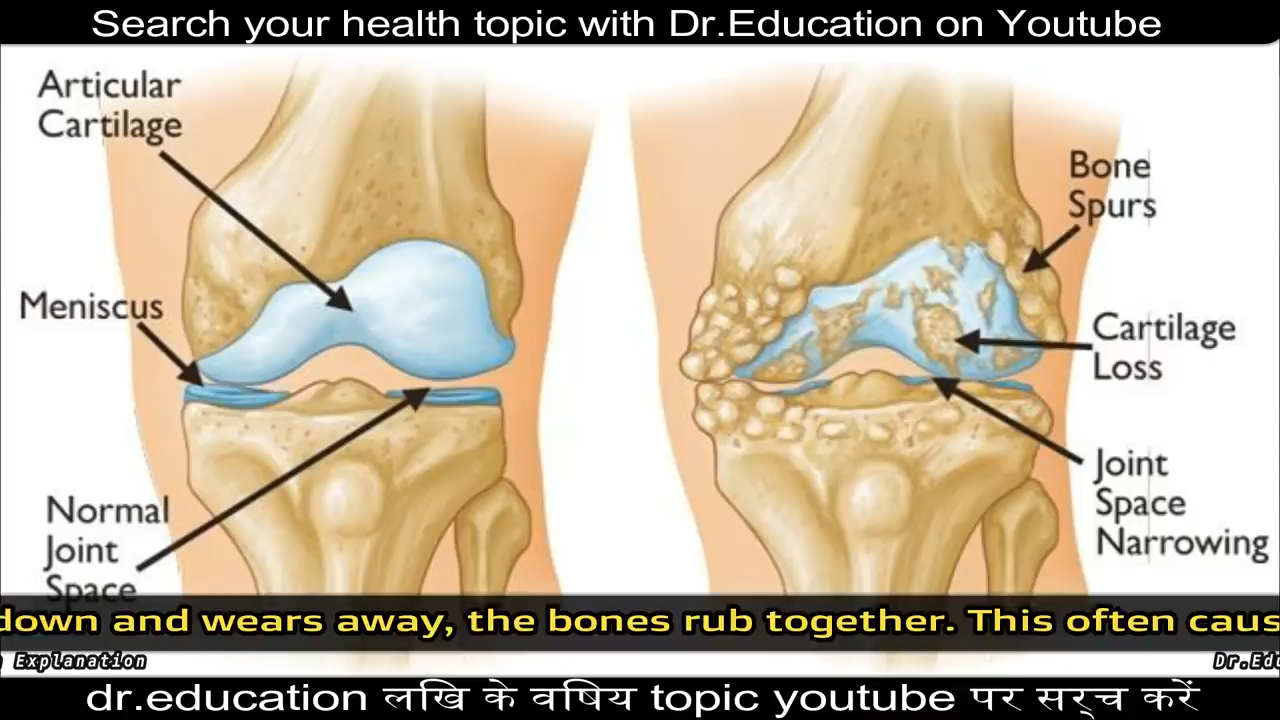 Search your health topic with Dr.Education on Youtube
Articular
Cartilage
Meniscus
Normal
Joint
Space
Bone
Spurs
Cartilage
Loss
Joint
Space
Narrowing
down and wears away, the bones rub together. This often caus
Explanation
Dr.Edu
dr.education लखि के वषिय topic youtube पर सर्च करें